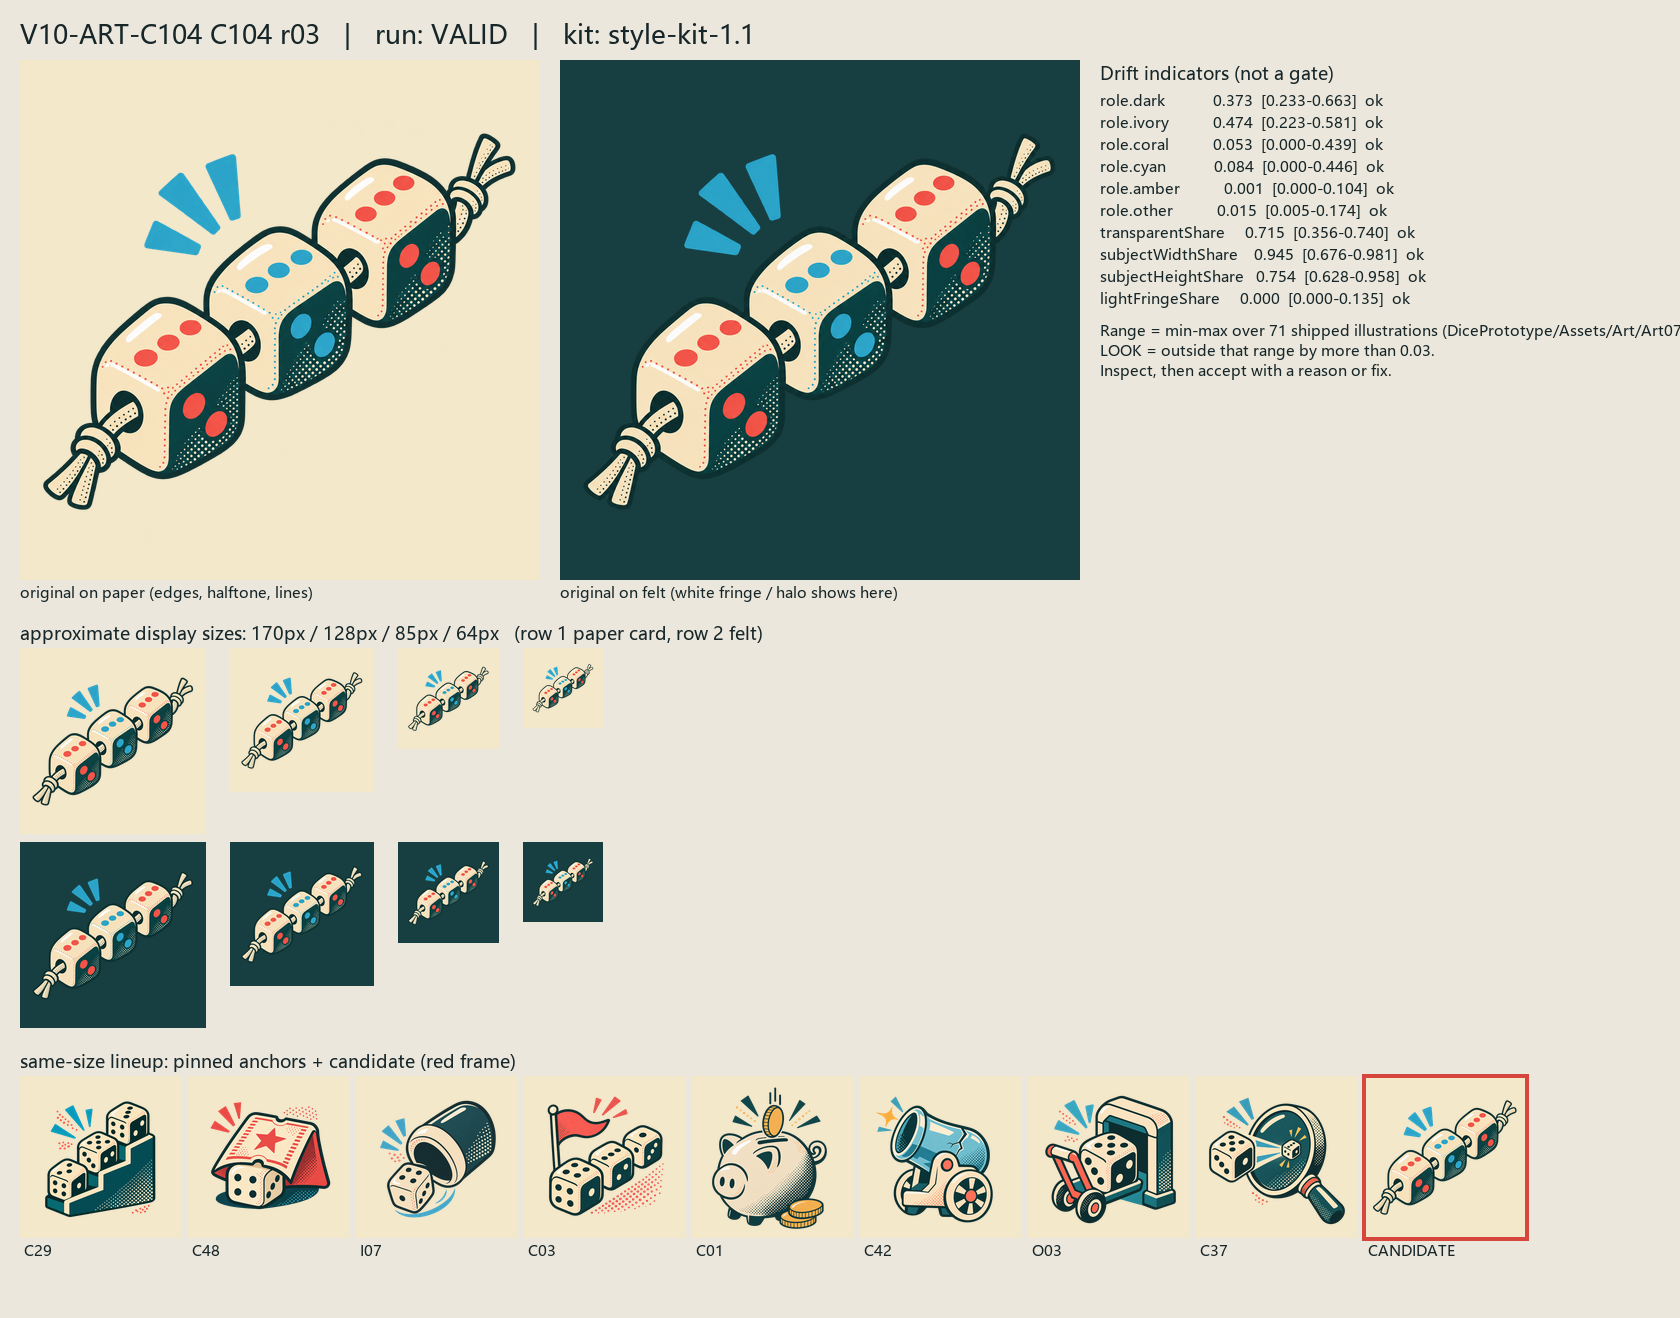 V10-ART-C104 C104 r03   |   run: VALID   |   kit: style-kit-1.1
Drift indicators (not a gate)
role.dark 0.373 [0.233-0.663] ok
role.ivory 0.474 [0.223-0.581] ok
role.coral 0.053 [0.000-0.439] ok
role.cyan 0.084 [0.000-0.446] ok
role.amber 0.001 [0.000-0.104] ok
role.other 0.015 [0.005-0.174] ok
transparentShare 0.715 [0.356-0.740] ok
subjectWidthShare 0.945 [0.676-0.981] ok
subjectHeightShare 0.754 [0.628-0.958] ok
lightFringeShare 0.000 [0.000-0.135] ok
Range = min-max over 71 shipped illustrations (DicePrototype/Assets/Art/Art07
LOOK = outside that range by more than 0.03.
Inspect, then accept with a reason or fix.
original on paper (edges, halftone, lines)
original on felt (white fringe / halo shows here)
approximate display sizes: 170px / 128px / 85px / 64px   (row 1 paper card, row 2 felt)
same-size lineup: pinned anchors + candidate (red frame)
C29
C48
I07
C03
C01
C42
O03
C37
CANDIDATE